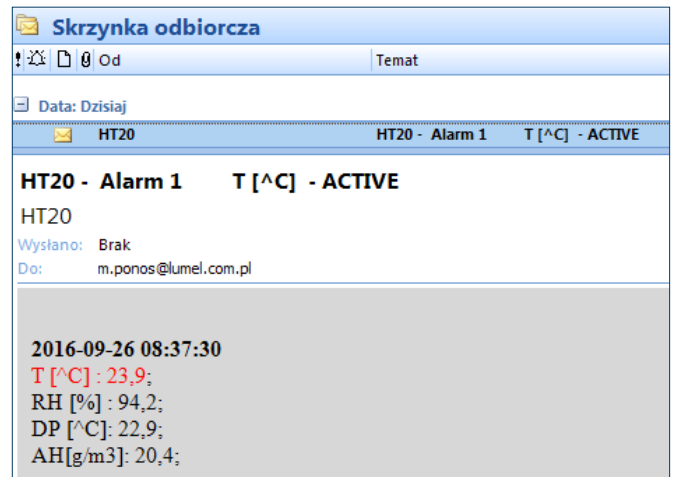 Skrzynka odbiorcza
! Od Temat
Data: Dzisiaj
HT20 HT20 - Alarm 1 T [^C] - ACTIVE
HT20 - Alarm 1 T [^C] - ACTIVE
HT20
Wysłano: Brak
Do: m.ponos@lumel.com.pl
2016-09-26 08:37:30
T [^C] : 23,9;
RH [%] : 94,2;
DP [^C]: 22,9;
AH[g/m3]: 20,4;